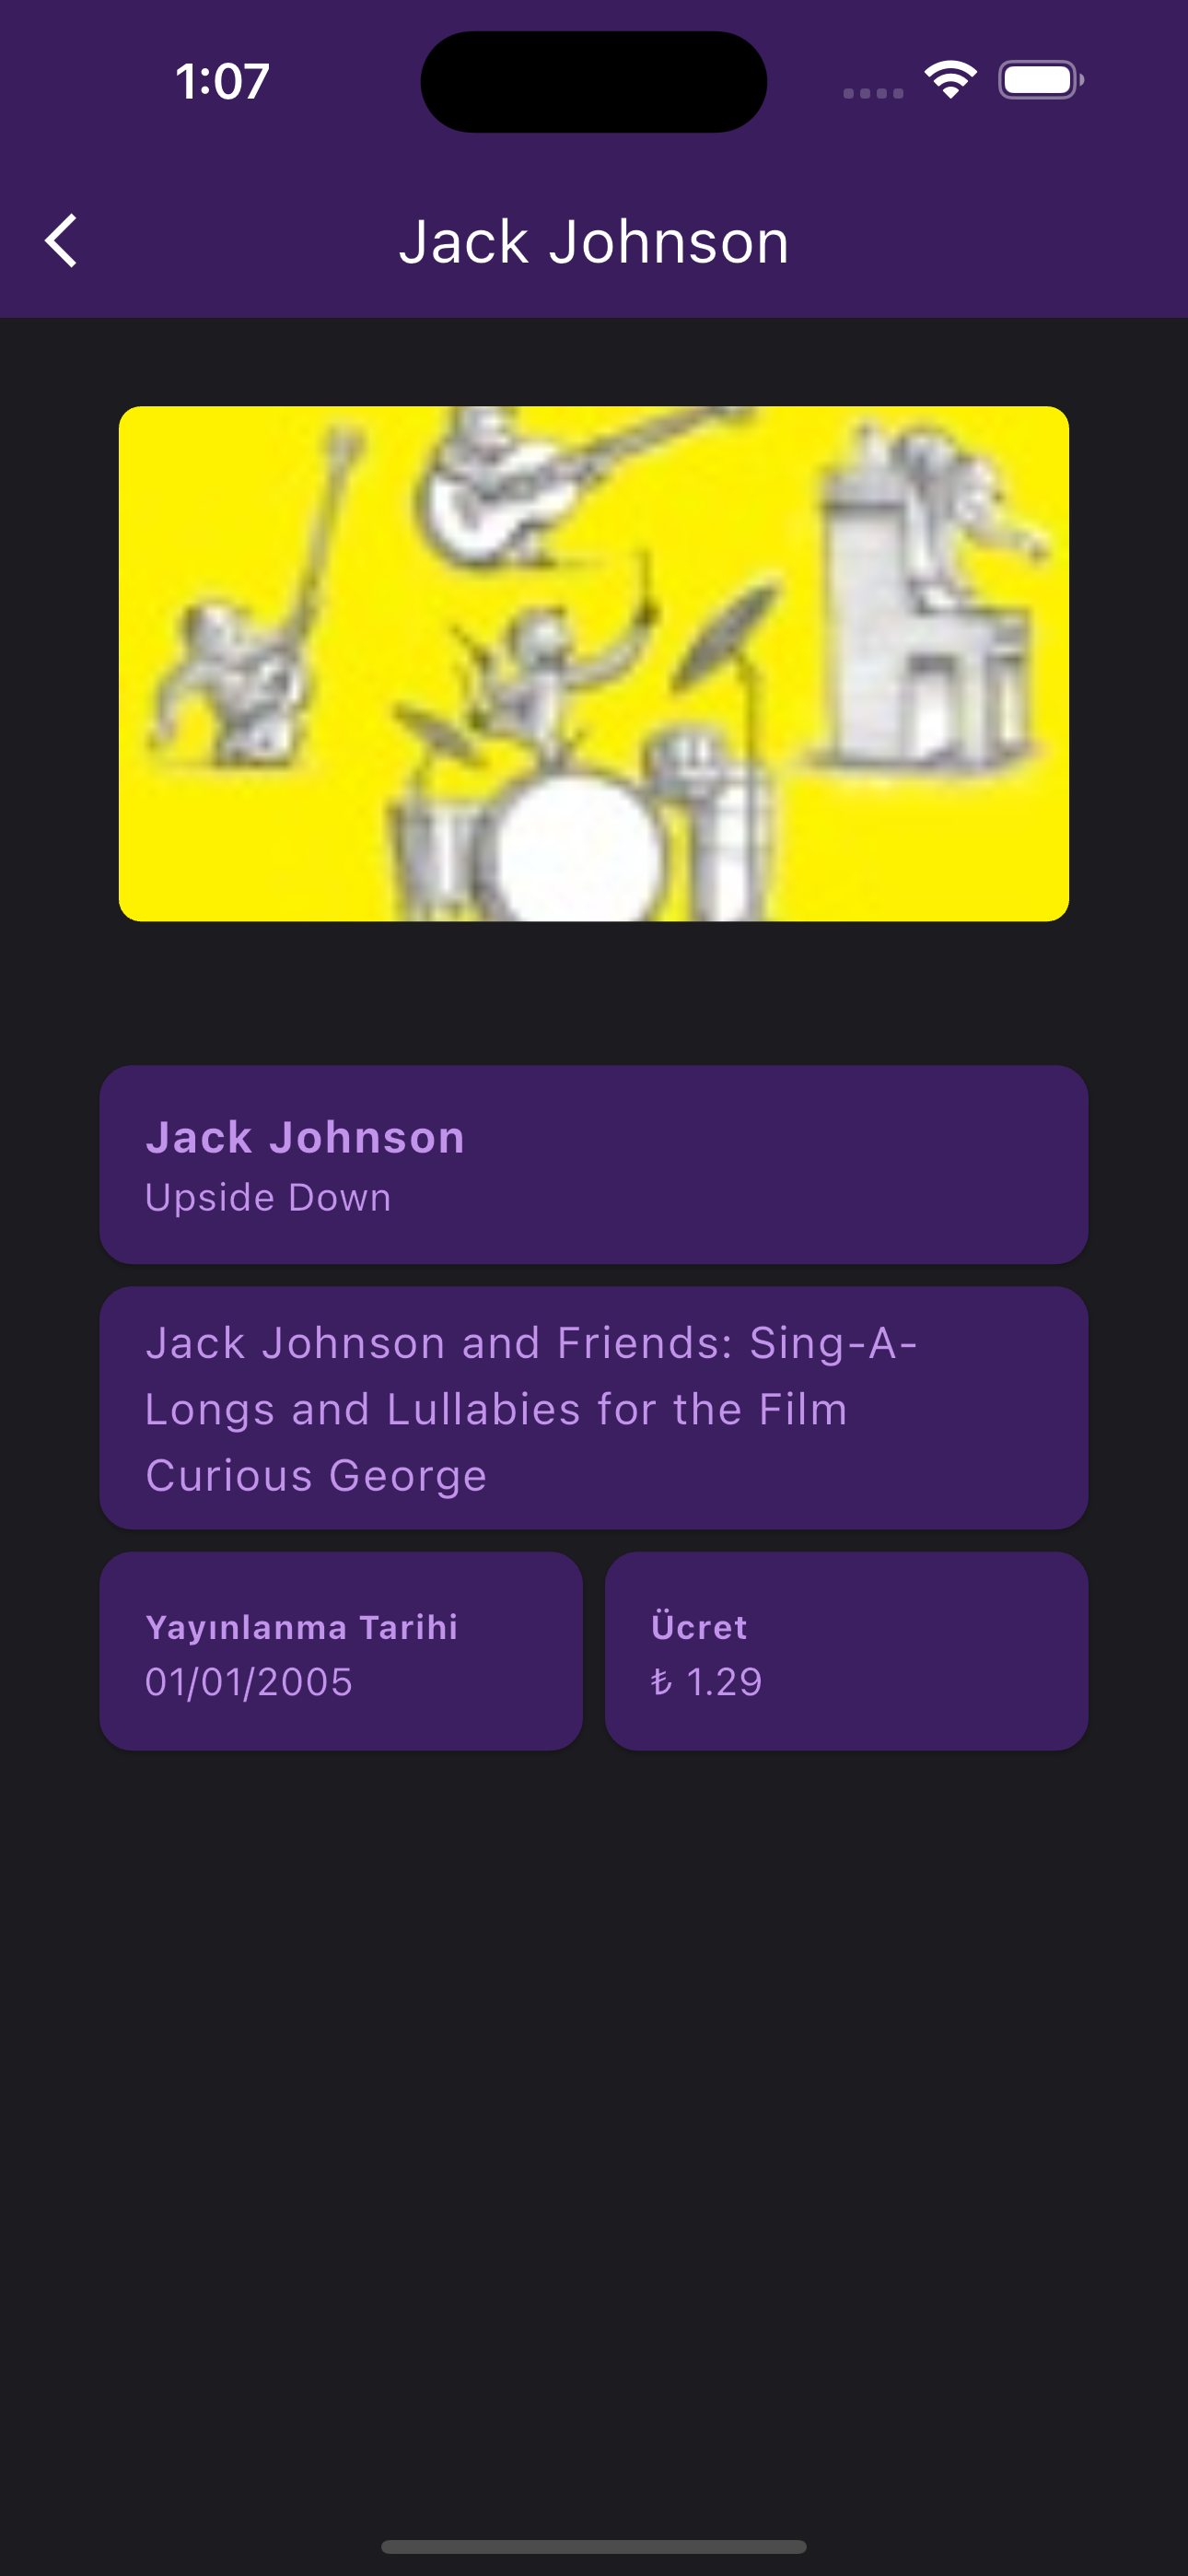 1:07
Jack Johnson
Jack Johnson
Upside Down
Jack Johnson and Friends: Sing-A-
Longs and Lullabies for the Film
Curious George
Yayınlanma Tarihi
01/01/2005
Ücret
₺ 1.29